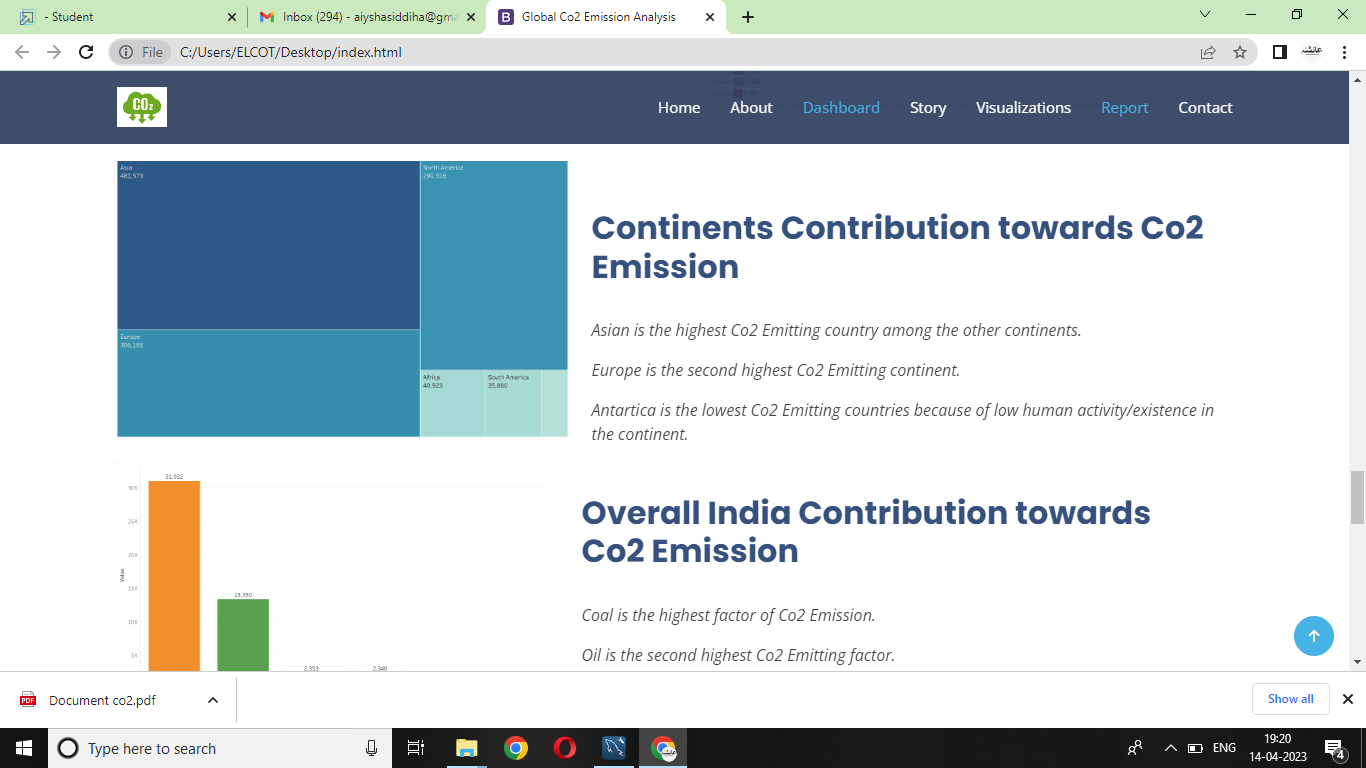 - Student
Inbox (294) - aiyshasiddiha@gma
Global Co2 Emission Analysis
File C:/Users/ELCOT/Desktop/index.html
CO2
Home About Dashboard Story Visualizations Report Contact
Asia
481,573
North America
290,316
Europe
306,165
Africa
40,923
South America
35,880
Continents Contribution towards Co2
Emission
Asian is the highest Co2 Emitting country among the other continents.
Europe is the second highest Co2 Emitting continent.
Antartica is the lowest Co2 Emitting countries because of low human activity/existence in
the continent.
31,022
30K
25K
20K
15K
10K
5K
Value
13,350
2,353
2,340
Overall India Contribution towards
Co2 Emission
Coal is the highest factor of Co2 Emission.
Oil is the second highest Co2 Emitting factor.
PDF
Document co2.pdf
Show all
Type here to search
ENG
19:20
14-04-2023
4